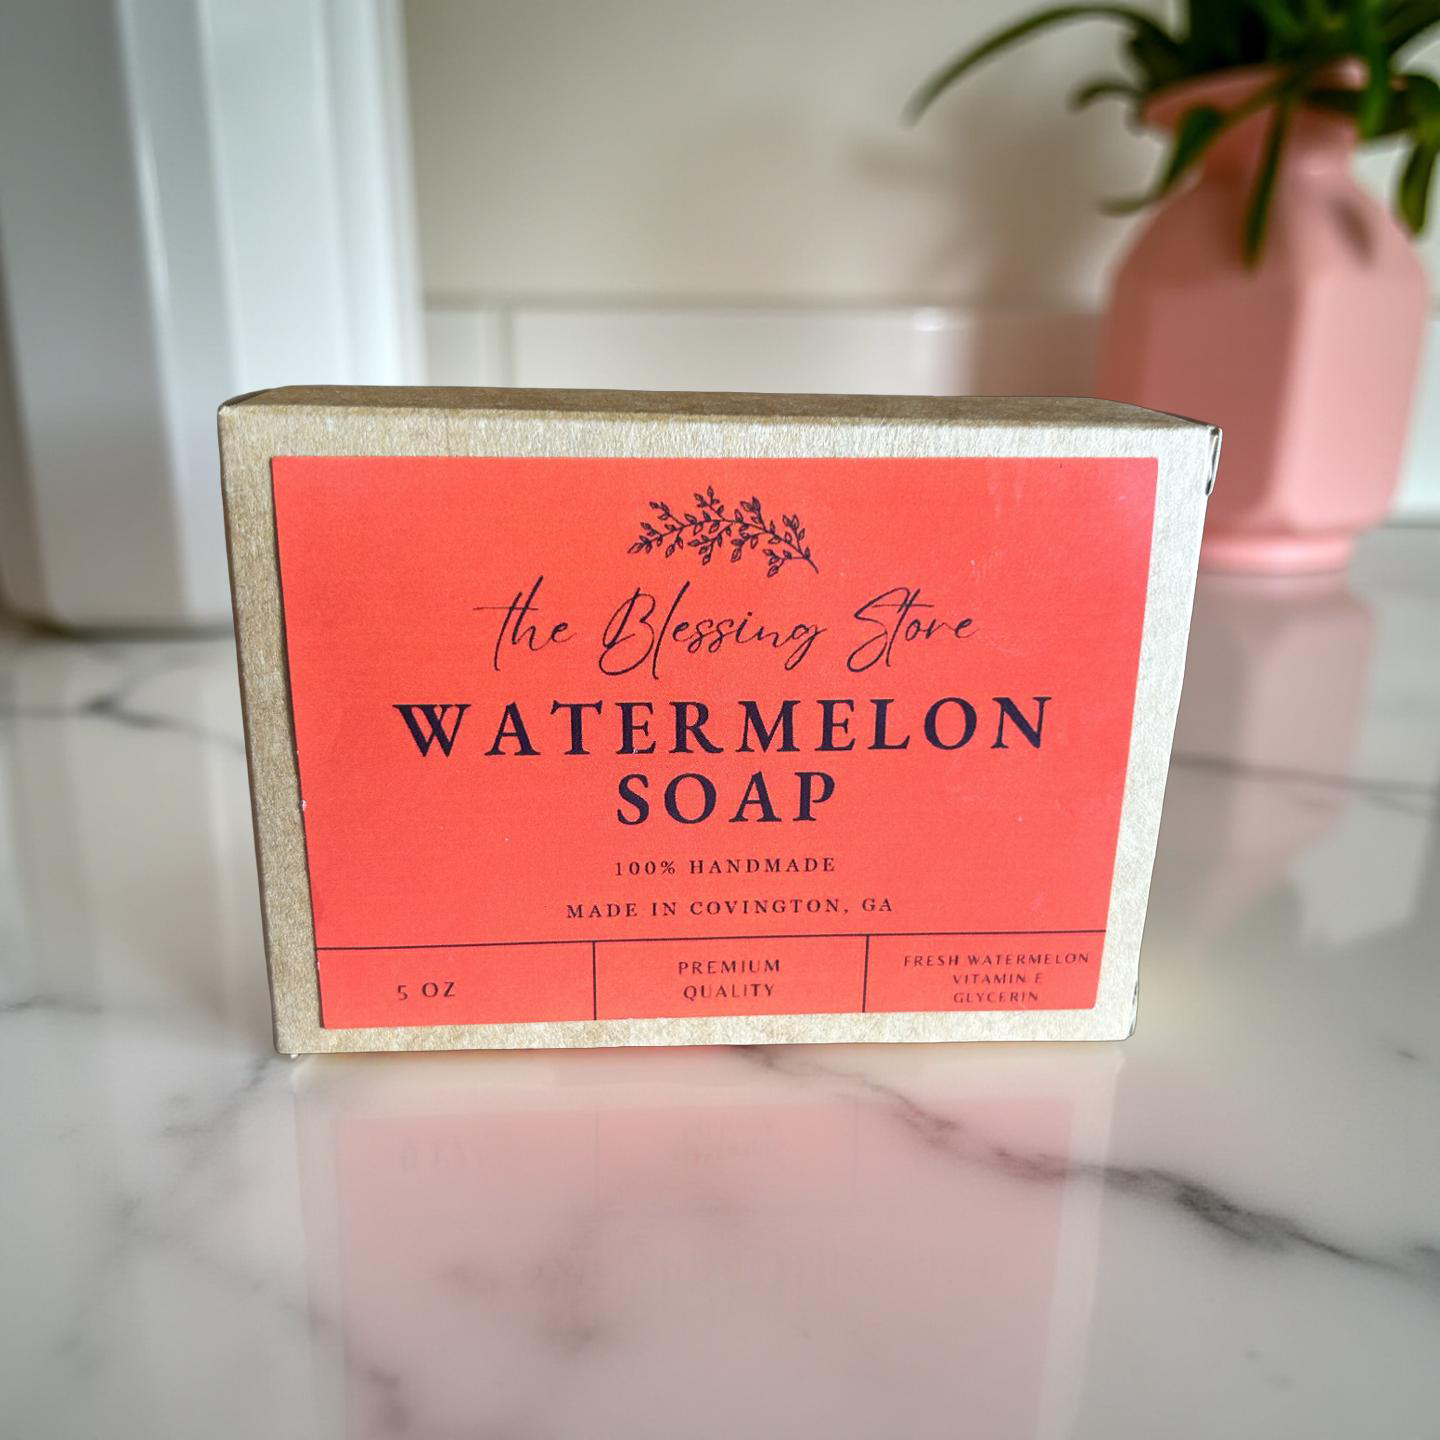 the Blessing Store
WATERMELON
SOAP
100% HANDMADE
MADE IN COVINGTON, GA
5 OZ
PREMIUM
QUALITY
FRESH WATERMELON
VITAMIN E
GLYCERIN